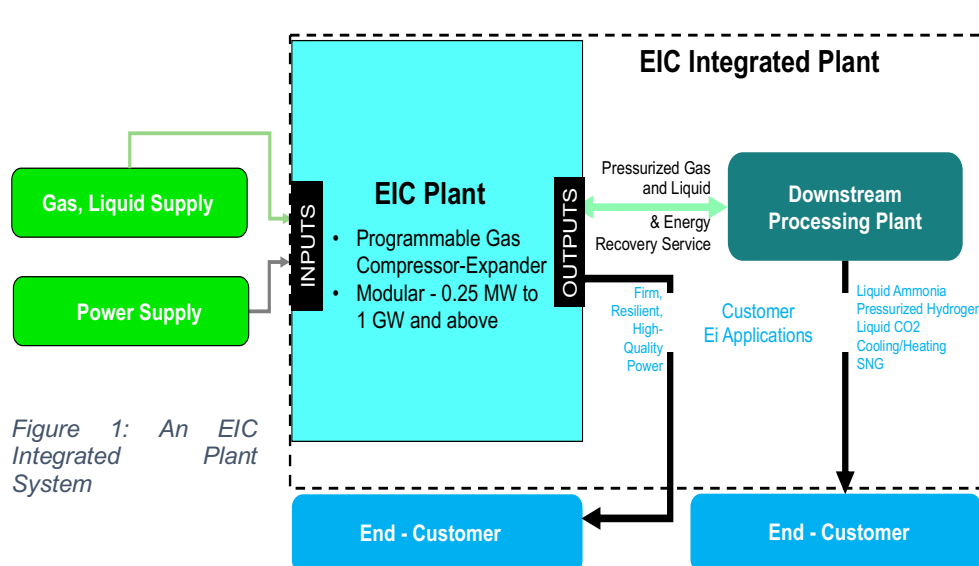 EIC Integrated Plant
Gas, Liquid Supply
Power Supply
INPUTS
EIC Plant
• Programmable Gas
Compressor-Expander
• Modular - 0.25 MW to
1 GW and above
OUTPUTS
Pressurized Gas
and Liquid
& Energy
Recovery Service
Downstream
Processing Plant
Firm,
Resilient,
High-
Quality
Power
Customer
Ei Applications
Liquid Ammonia
Pressurized Hydrogen
Liquid CO2
Cooling/Heating
SNG
Figure 1: An EIC
Integrated Plant
System
End - Customer
End - Customer